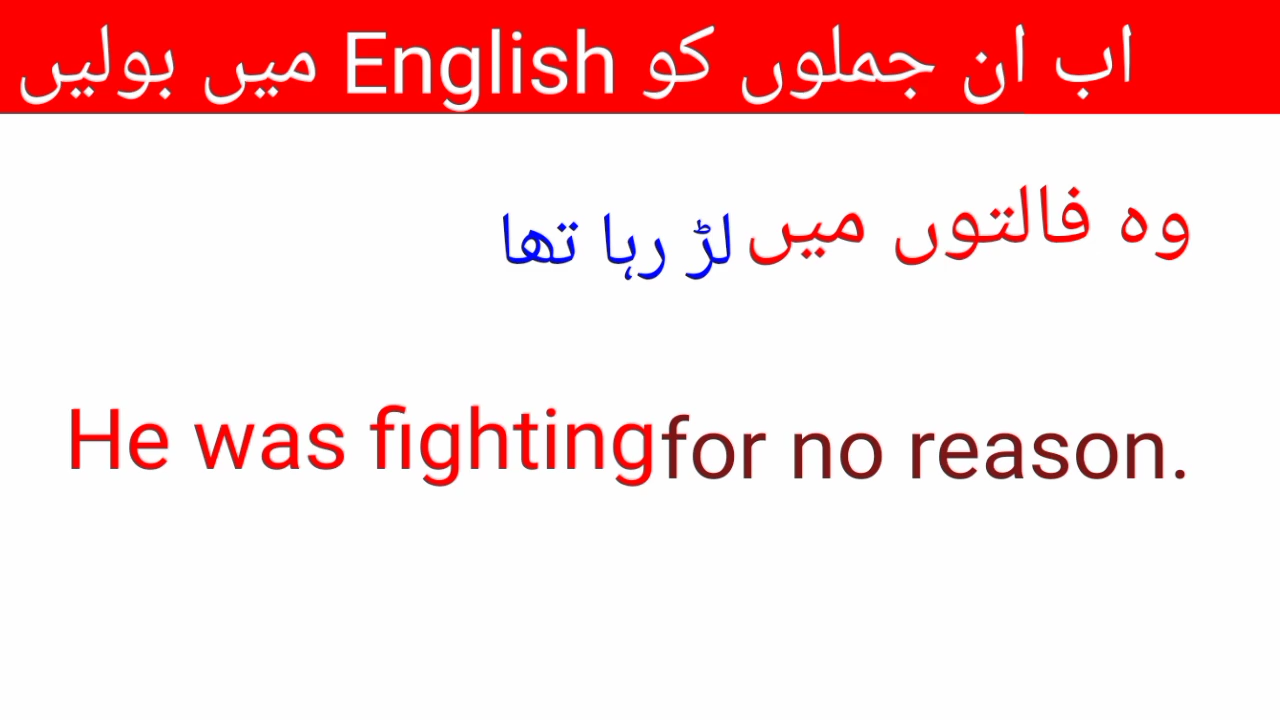 اب ان جملوں کو English میں بولیں
وہ فالتوں میں لڑ رہا تھا
He was fighting for no reason.